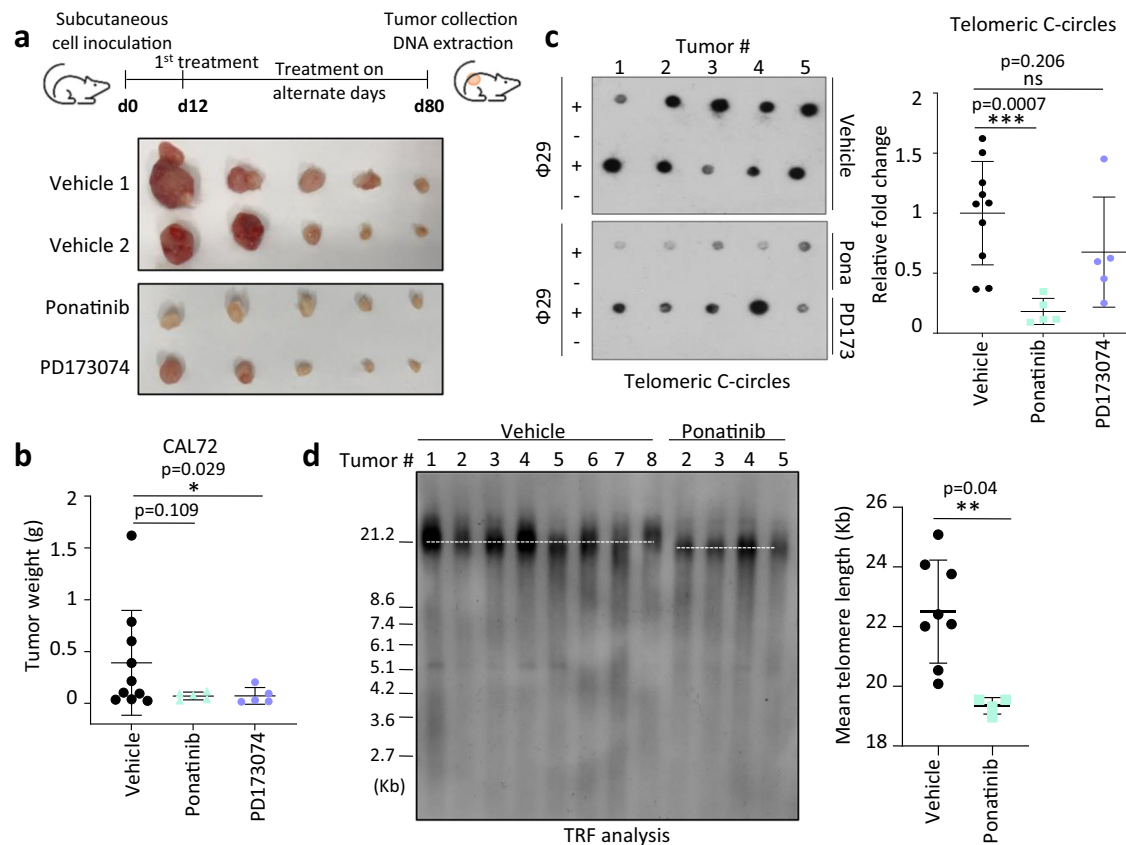 a
Subcutaneous
cell inoculation
Tumor collection
DNA extraction
1st treatment
Treatment on
alternate days
d0
d12
d80
Vehicle 1
Vehicle 2
Ponatinib
PD173074
b
CAL72
p=0.029
*
p=0.109
Tumor weight (g)
2
1.5
1
0.5
0
Vehicle
Ponatinib
PD173074
c
Tumor #
1 2 3 4 5
Φ29
+
-
+
-
Vehicle
Φ29
+
-
+
-
Pona
PD173
Telomeric C-circles
Telomeric C-circles
p=0.206
ns
p=0.0007
***
Relative fold change
2
1.5
1
0.5
0
Vehicle
Ponatinib
PD173074
d
Vehicle Ponatinib
Tumor # 1 2 3 4 5 6 7 8 2 3 4 5
21.2
8.6
7.4
6.1
5.1
4.2
3.6
2.7
(Kb)
TRF analysis
p=0.04
**
Mean telomere length (Kb)
26
24
22
20
18
Vehicle
Ponatinib